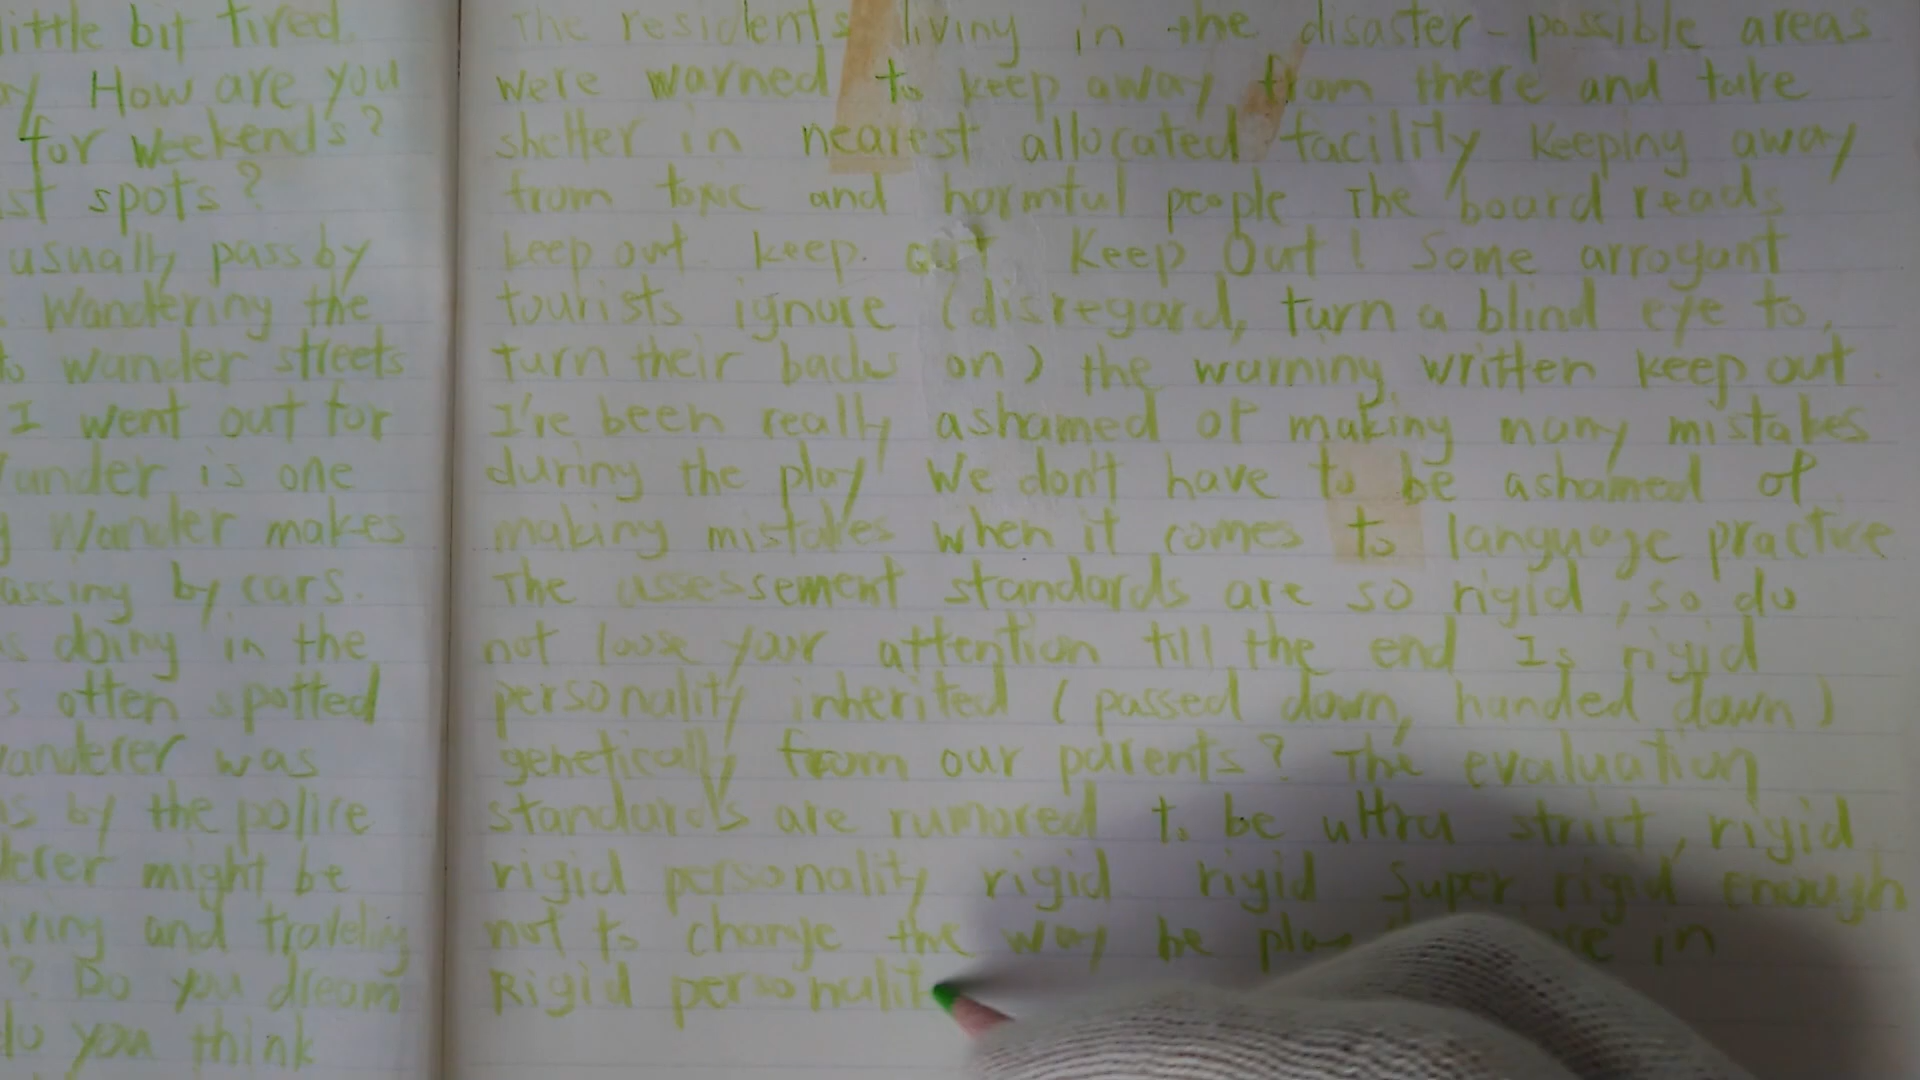 little bit tired.
How are you
for weekends?
spots?
usually pass by
Wandering the
to wander streets
I went out for
is one
Wander makes
by cars.
doing in the
often spotted
was
by the police
might be
and traveling
? Do you dream
do you think
The residents living in the disaster-possible areas
were warned to keep away from there and take
shelter in nearest allocated facility Keeping away
from toxic and harmful people The board reads
keep out keep. out Keep Out! Some arrogant
tourists ignore (disregard, turn a blind eye to,
turn their backs on) the warning written keep out.
I've been really ashamed of making many mistakes
during the play We don't have to be ashamed of
making mistakes when it comes to language practice
The assessement standards are so rigid, so do
not loose your attention till the end Is rigid
personality inherited (passed down, handed down)
genetically from our parents? The evaluation
standards are rumored to be ultra strict, rigid
rigid personality rigid rigid Super rigid enough
not to change the way be in
Rigid